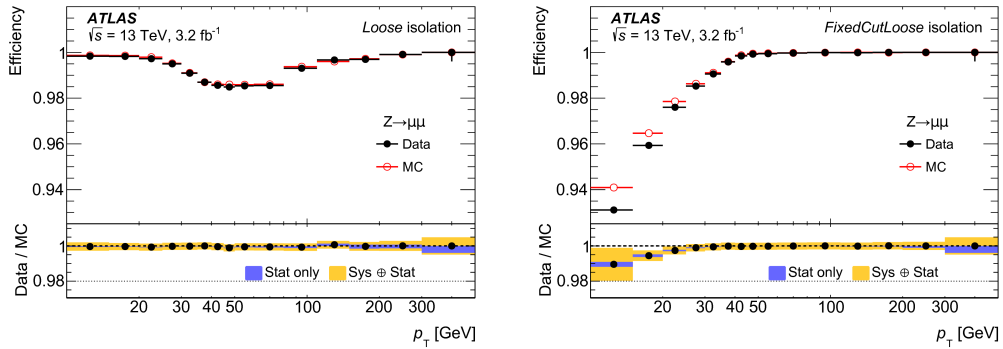 ATLAS
√s = 13 TeV, 3.2 fb⁻¹
Loose isolation
Efficiency
1
0.98
0.96
0.94
Z→μμ
Data
MC
Data / MC
1
0.98
Stat only
Sys ⊕ Stat
20 30 40 50 100 200 300
p_T [GeV]
ATLAS
√s = 13 TeV, 3.2 fb⁻¹
FixedCutLoose isolation
Efficiency
1
0.98
0.96
0.94
Z→μμ
Data
MC
Data / MC
1
0.98
Stat only
Sys ⊕ Stat
20 30 40 50 100 200 300
p_T [GeV]